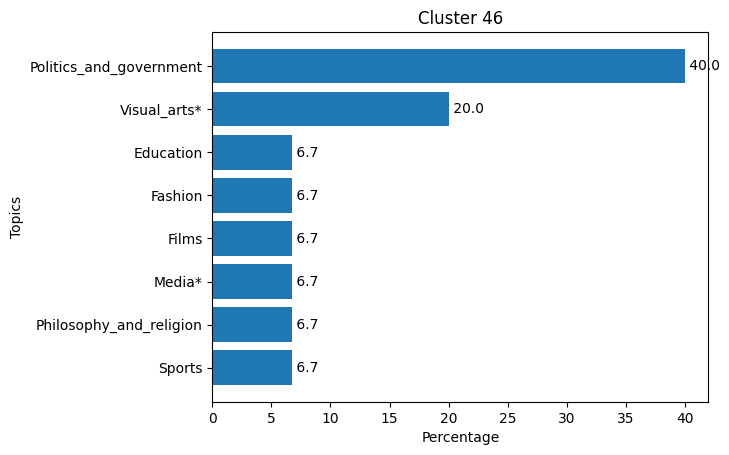 Cluster 46
Topics
Politics_and_government 40.0
Visual_arts* 20.0
Education 6.7
Fashion 6.7
Films 6.7
Media* 6.7
Philosophy_and_religion 6.7
Sports 6.7
0 5 10 15 20 25 30 35 40
Percentage